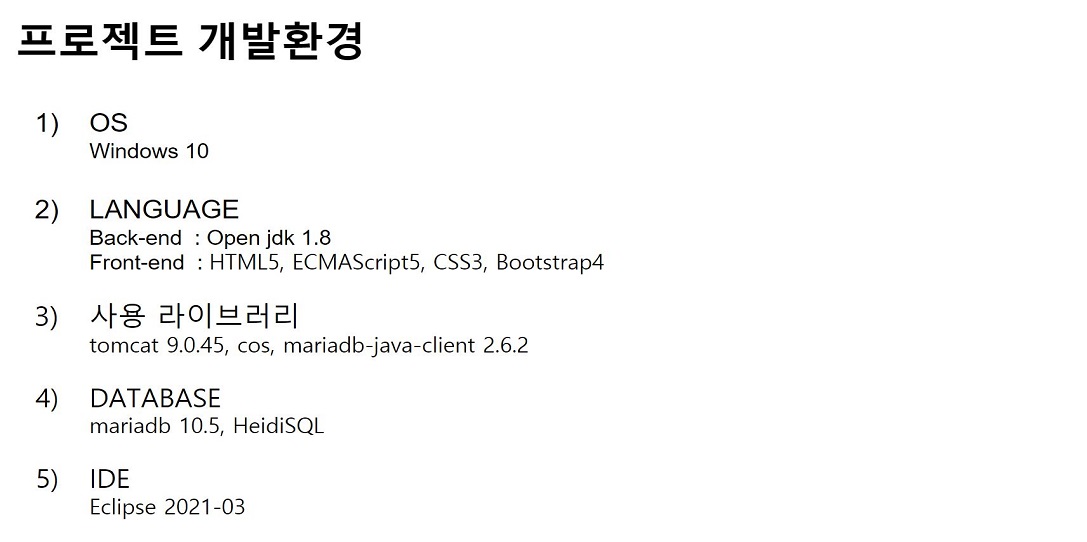 프로젝트 개발환경
1) OS
Windows 10
2) LANGUAGE
Back-end : Open jdk 1.8
Front-end : HTML5, ECMAScript5, CSS3, Bootstrap4
3) 사용 라이브러리
tomcat 9.0.45, cos, mariadb-java-client 2.6.2
4) DATABASE
mariadb 10.5, HeidiSQL
5) IDE
Eclipse 2021-03